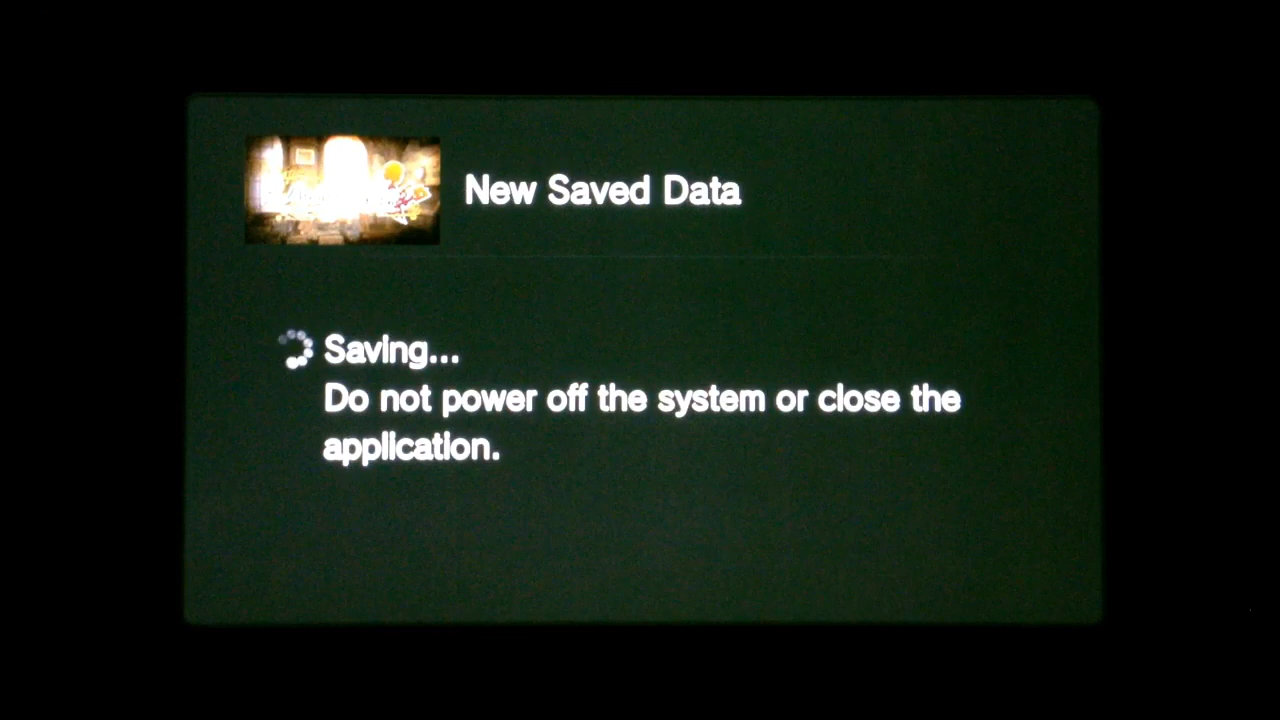 New Saved Data
Saving...
Do not power off the system or close the
application.